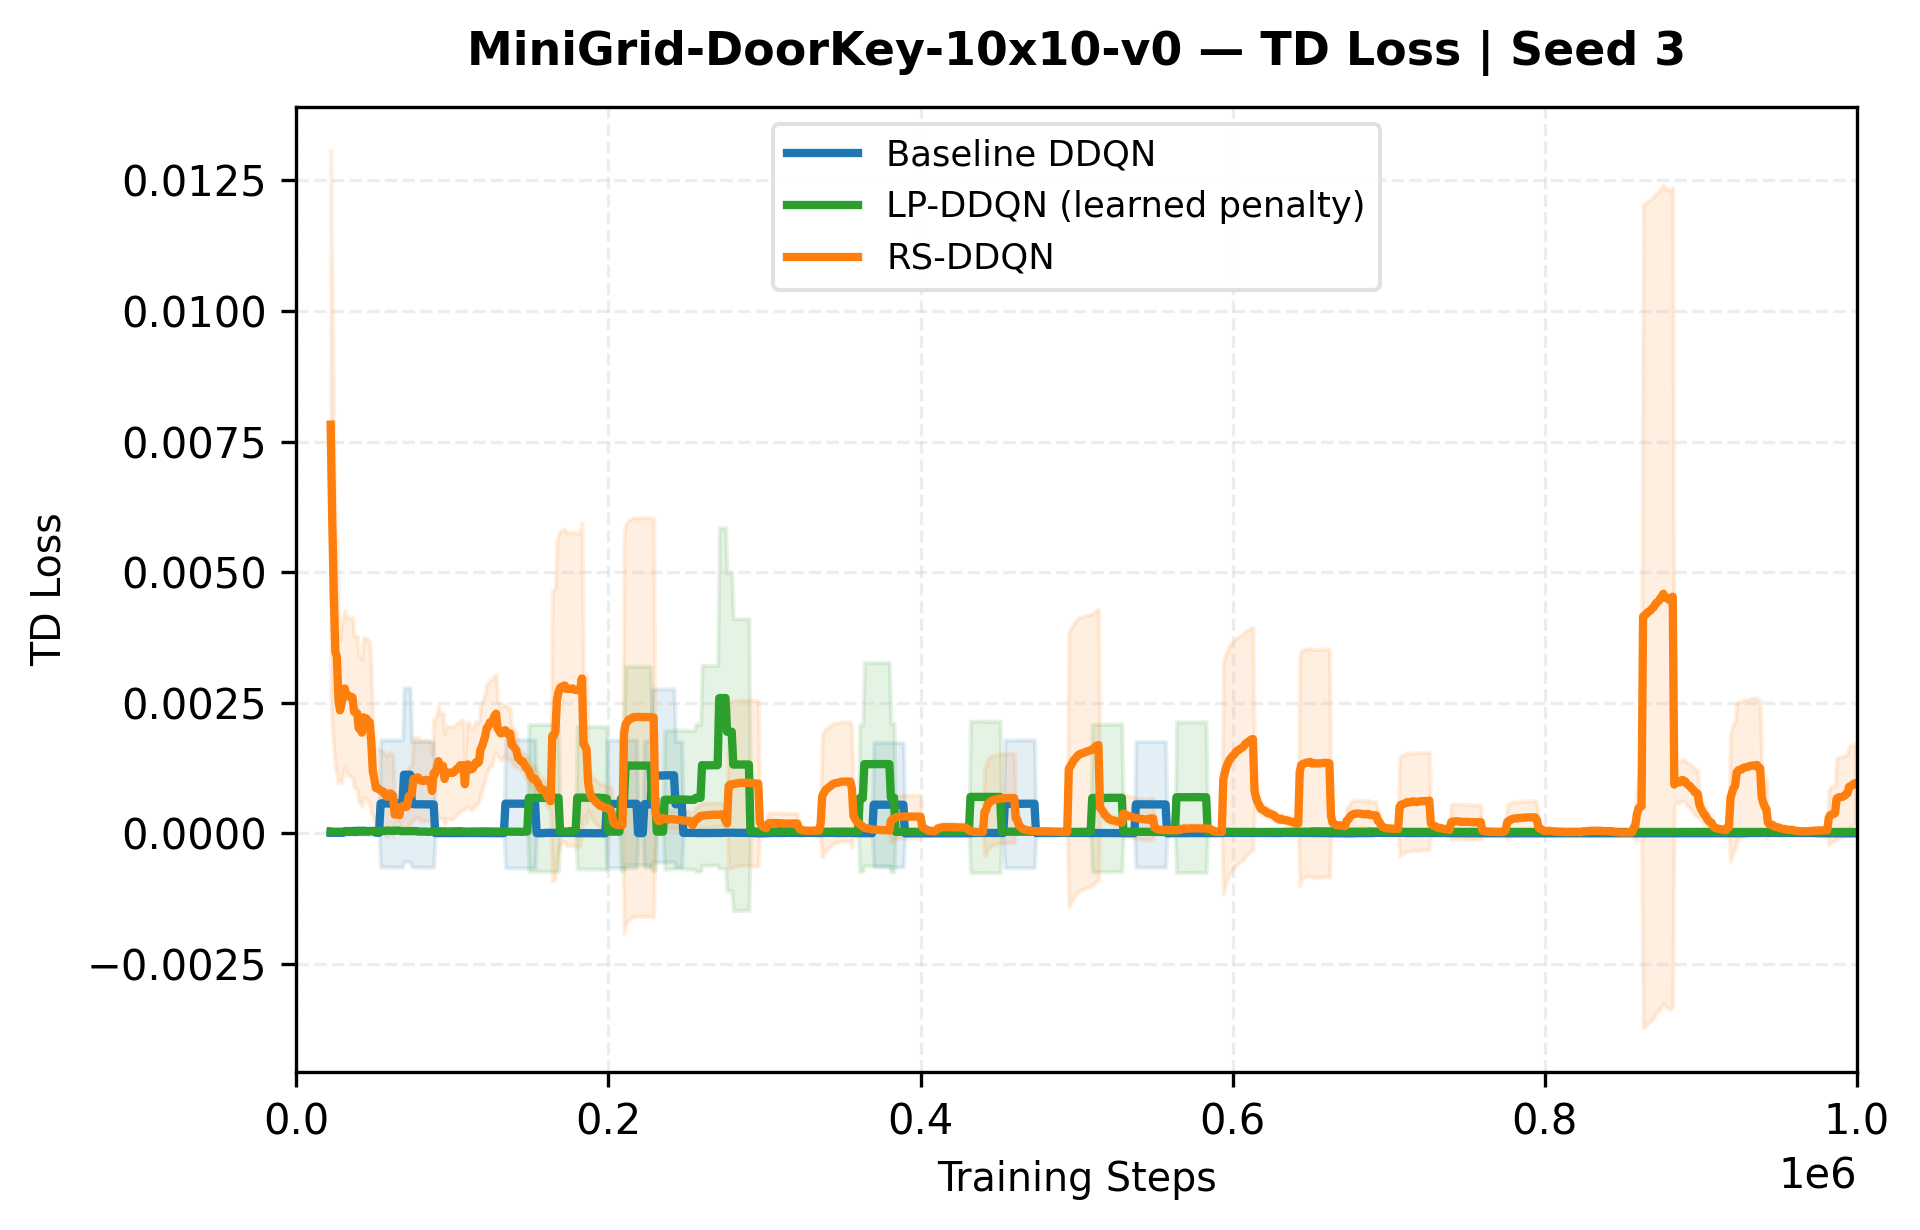 MiniGrid-DoorKey-10x10-v0 — TD Loss | Seed 3
Baseline DDQN
LP-DDQN (learned penalty)
RS-DDQN
0.0125
0.0100
0.0075
0.0050
0.0025
0.0000
−0.0025
TD Loss
0.0 0.2 0.4 0.6 0.8 1.0
1e6
Training Steps